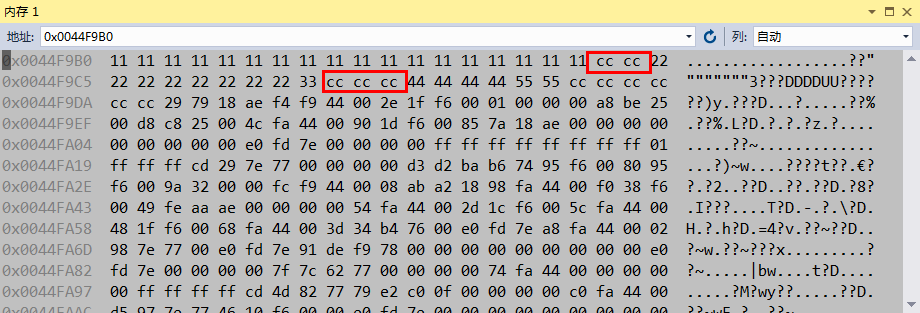 内存 1
地址: 0x0044F9B0 列: 自动
0x0044F9B0 11 11 11 11 11 11 11 11 11 11 11 11 11 11 11 11 11 11 cc cc 22 ..................??"
0x0044F9C5 22 22 22 22 22 22 22 33 cc cc cc 44 44 44 44 55 55 cc cc cc cc """""""3???DDDDUU????
0x0044F9DA cc cc 29 79 18 ae f4 f9 44 00 2e 1f f6 00 01 00 00 00 a8 be 25 ??)y.???D...?.....??%
0x0044F9EF 00 d8 c8 25 00 4c fa 44 00 90 1d f6 00 85 7a 18 ae 00 00 00 00 .??%.L?D.?.?.?z.?....
0x0044FA04 00 00 00 00 00 e0 fd 7e 00 00 00 00 ff ff ff ff ff ff ff ff 01 .....??~.............
0x0044FA19 ff ff ff cd 29 7e 77 00 00 00 00 d3 d2 ba b6 74 95 f6 00 80 95 ...?)~w....????t??.€?
0x0044FA2E f6 00 9a 32 00 00 fc f9 44 00 08 ab a2 18 98 fa 44 00 f0 38 f6 ?.?2..??D..??.??D.?8?
0x0044FA43 00 49 fe aa ae 00 00 00 00 54 fa 44 00 2d 1c f6 00 5c fa 44 00 .I???....T?D.-.?.\?D.
0x0044FA58 48 1f f6 00 68 fa 44 00 3d 34 b4 76 00 e0 fd 7e a8 fa 44 00 02 H.?.h?D.=4?v.??~??D..
0x0044FA6D 98 7e 77 00 e0 fd 7e 91 de f9 78 00 00 00 00 00 00 00 00 00 e0 ?~w.??~???x.........?
0x0044FA82 fd 7e 00 00 00 00 7f 7c 62 77 00 00 00 00 74 fa 44 00 00 00 00 ?~.....|bw....t?D....
0x0044FA97 00 ff ff ff ff cd 4d 82 77 79 e2 c0 0f 00 00 00 00 c0 fa 44 00 .....?M?wy??.....??D.